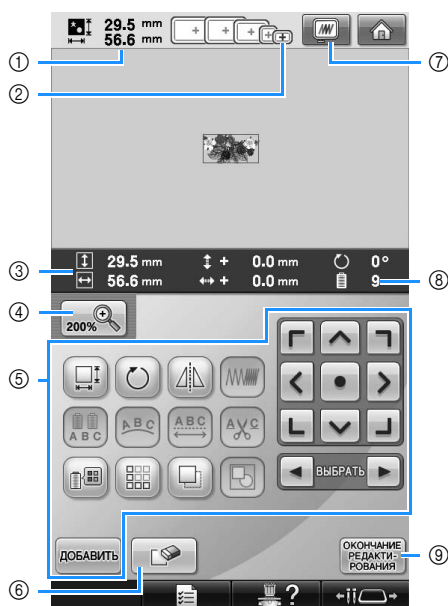 29.5 mm
56.6 mm
①
②
⑦
③
29.5 mm + 0.0 mm 0°
56.6 mm + 0.0 mm 9
⑧
④
200%
⑤
A B C
A B C
A B C
A C
ВЫБРАТЬ
ДОБАВИТЬ
ОКОНЧАНИЕ
РЕДАКТИ-
РОВАНИЯ
⑨
⑥
?